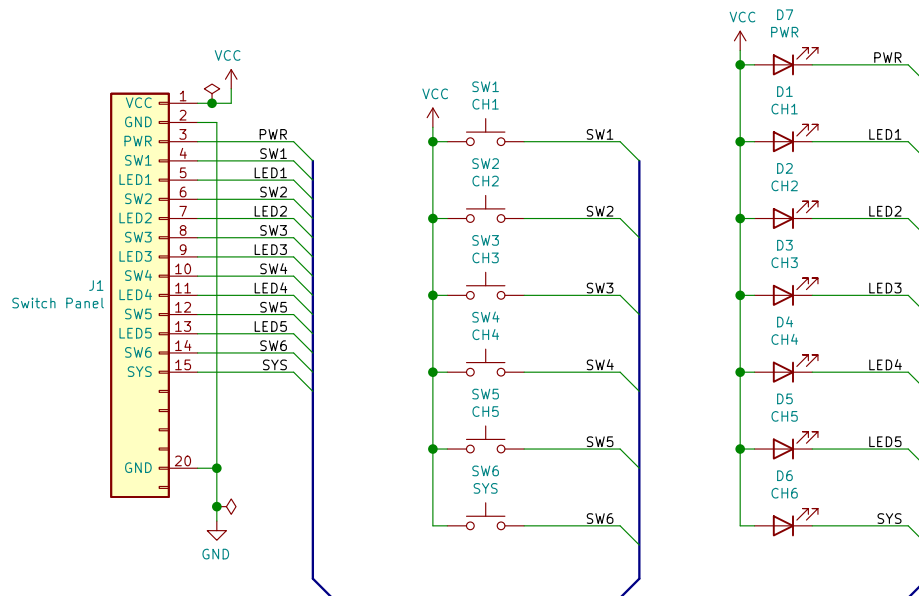 VCC
1
VCC
2
GND
3
PWR
PWR
4
SW1
SW1
5
LED1
LED1
6
SW2
SW2
7
LED2
LED2
8
SW3
SW3
9
LED3
LED3
10
SW4
SW4
11
LED4
LED4
12
SW5
SW5
13
LED5
LED5
14
SW6
SW6
15
SYS
SYS
20
GND
J1
Switch Panel
GND
VCC
SW1
CH1
SW1
SW2
CH2
SW2
SW3
CH3
SW3
SW4
CH4
SW4
SW5
CH5
SW5
SW6
SYS
SW6
VCC
D7
PWR
PWR
D1
CH1
LED1
D2
CH2
LED2
D3
CH3
LED3
D4
CH4
LED4
D5
CH5
LED5
D6
CH6
SYS